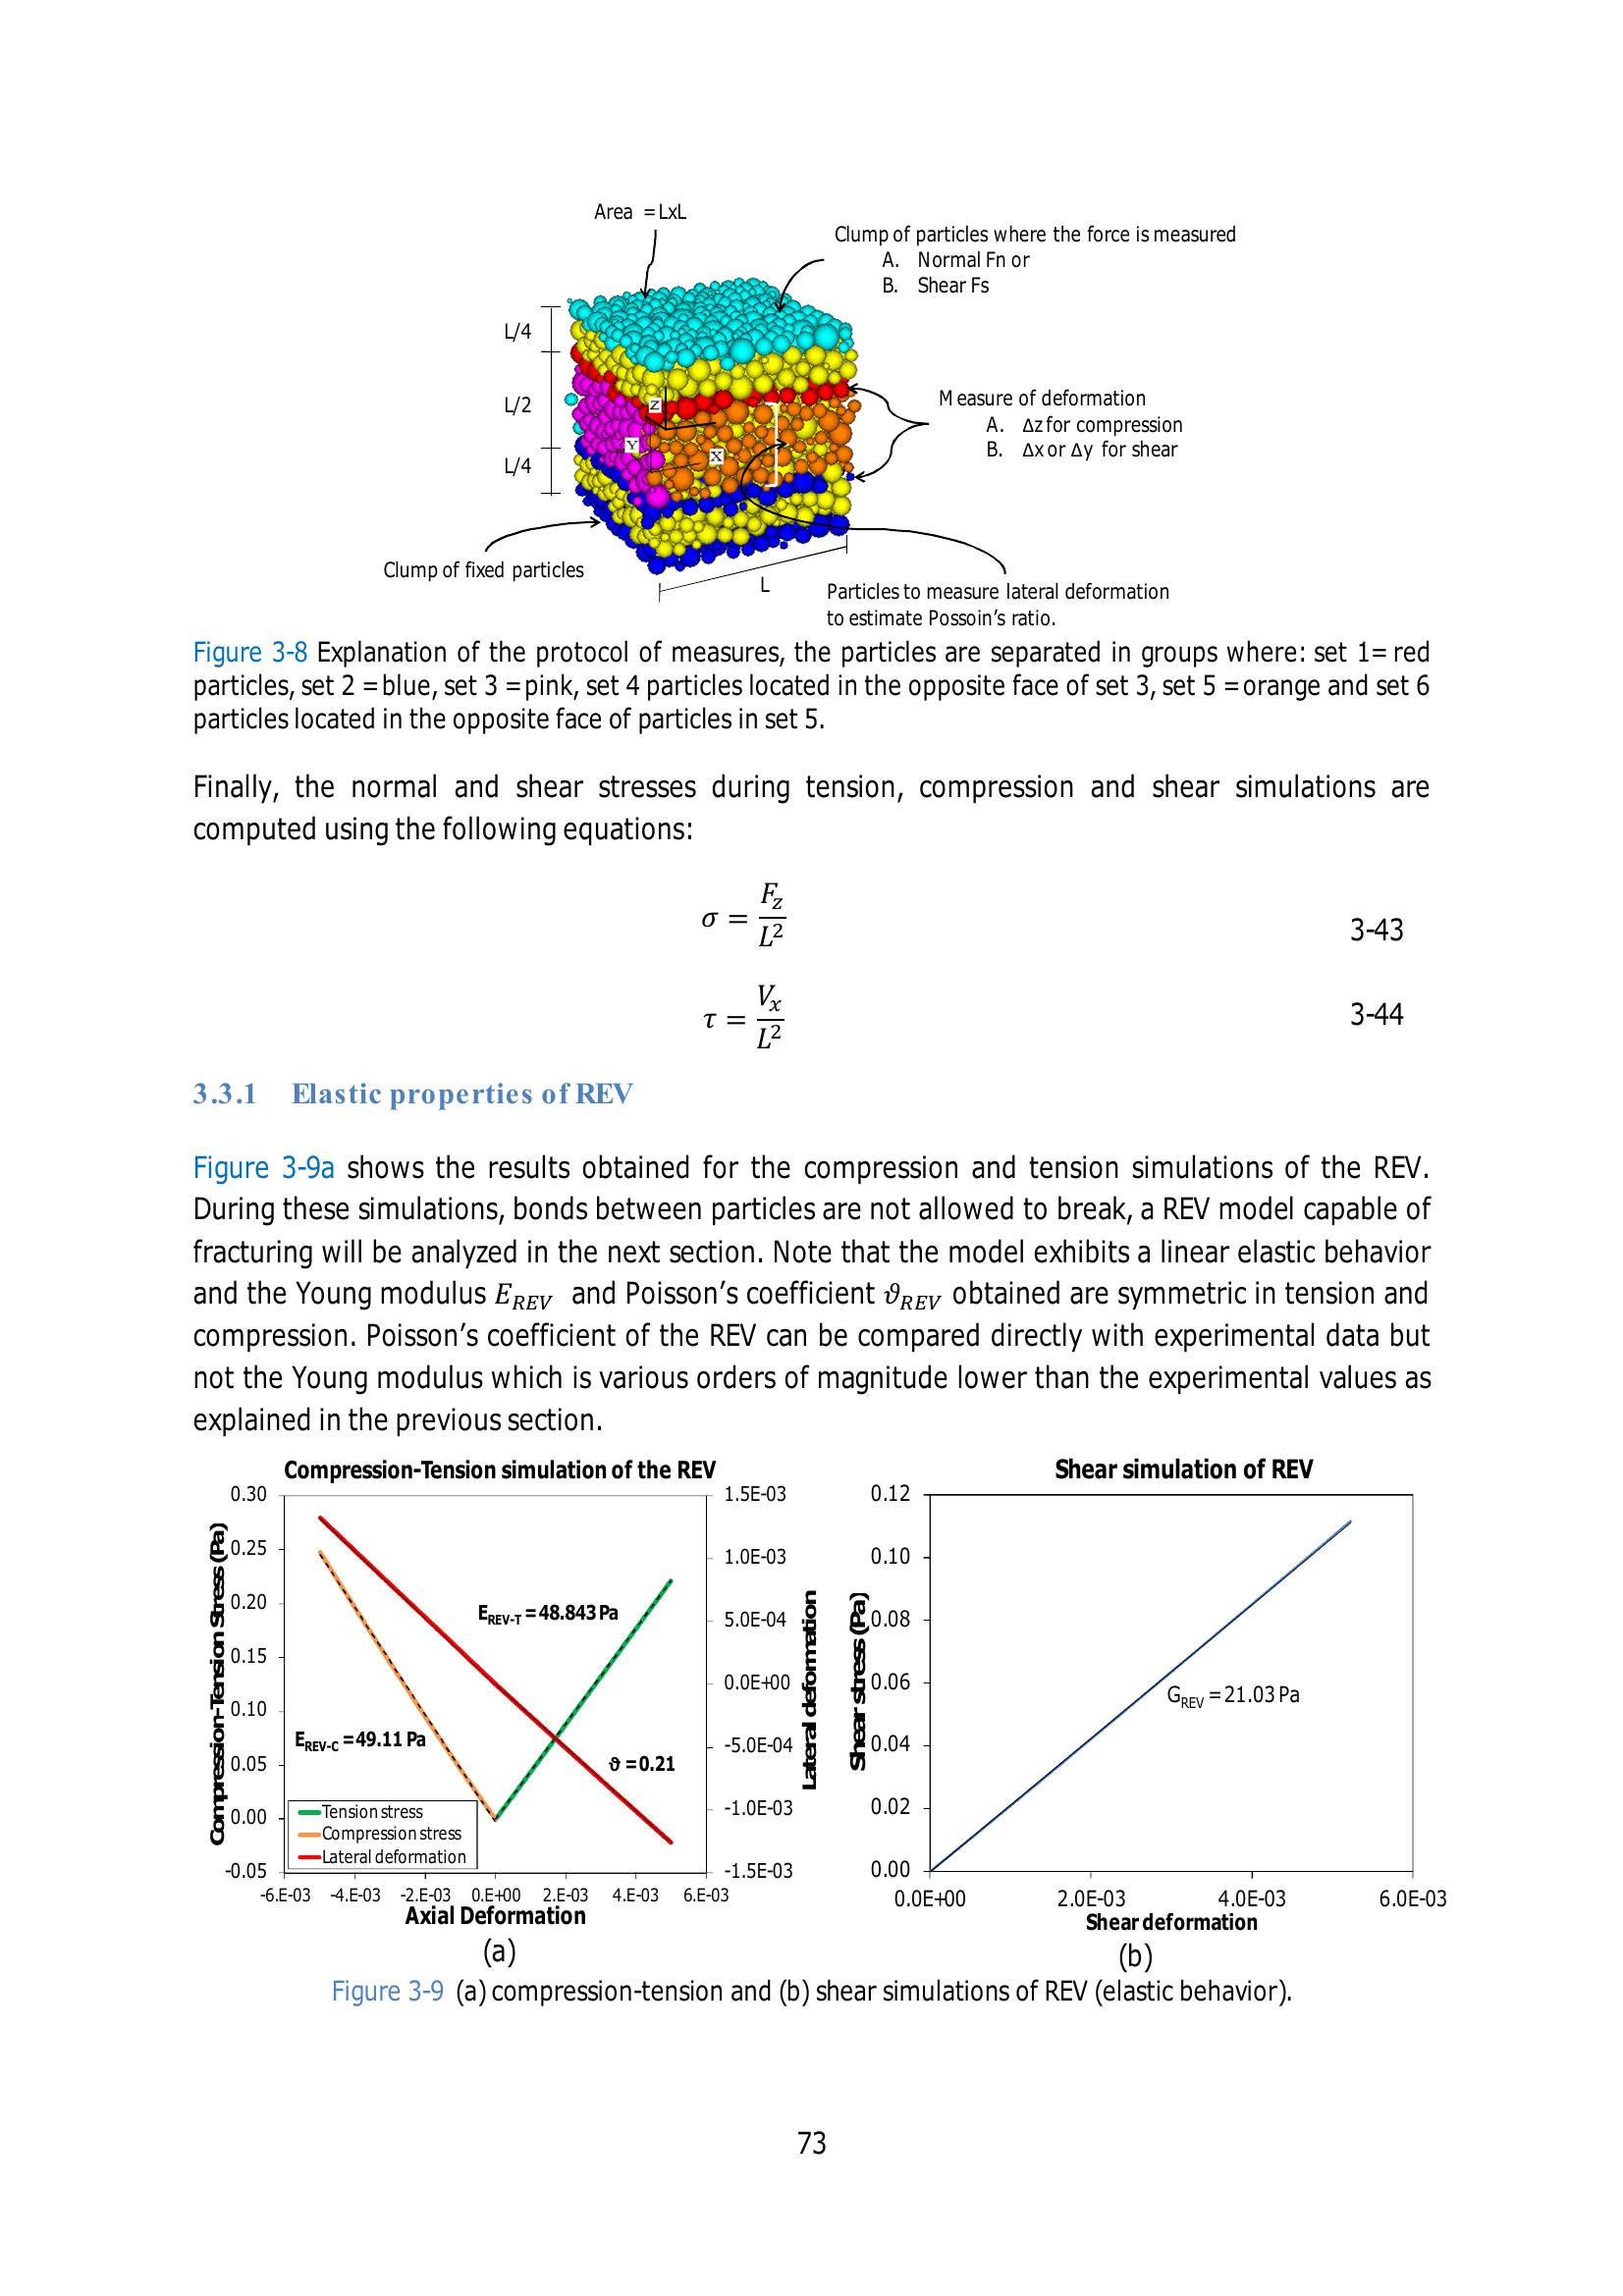 Area = LxL
Clump of particles where the force is measured
A. Normal Fn or
B. Shear Fs
L/4
L/2
L/4
Z
Y
X
Measure of deformation
A. Δz for compression
B. Δx or Δy for shear
Clump of fixed particles
L
Particles to measure lateral deformation
to estimate Possoin's ratio.
Figure 3-8 Explanation of the protocol of measures, the particles are separated in groups where: set 1= red
particles, set 2 = blue, set 3 = pink, set 4 particles located in the opposite face of set 3, set 5 = orange and set 6
particles located in the opposite face of particles in set 5.
Finally, the normal and shear stresses during tension, compression and shear simulations are
computed using the following equations:
σ = F_z / L² 3-43
τ = V_x / L² 3-44
3.3.1 Elastic properties of REV
Figure 3-9a shows the results obtained for the compression and tension simulations of the REV.
During these simulations, bonds between particles are not allowed to break, a REV model capable of
fracturing will be analyzed in the next section. Note that the model exhibits a linear elastic behavior
and the Young modulus E_REV and Poisson's coefficient ϑ_REV obtained are symmetric in tension and
compression. Poisson's coefficient of the REV can be compared directly with experimental data but
not the Young modulus which is various orders of magnitude lower than the experimental values as
explained in the previous section.
Compression-Tension simulation of the REV
Compression-Tension Stress (Pa)
0.30
0.25
0.20
0.15
0.10
0.05
0.00
-0.05
E_REV-T = 48.843 Pa
E_REV-C = 49.11 Pa
ϑ = 0.21
Tension stress
Compression stress
Lateral deformation
1.5E-03
1.0E-03
5.0E-04
0.0E+00
-5.0E-04
-1.0E-03
-1.5E-03
Lateral deformation
-6.E-03 -4.E-03 -2.E-03 0.E+00 2.E-03 4.E-03 6.E-03
Axial Deformation
(a)
Shear simulation of REV
Shear stress (Pa)
0.12
0.10
0.08
0.06
0.04
0.02
0.00
G_REV = 21.03 Pa
0.0E+00 2.0E-03 4.0E-03 6.0E-03
Shear deformation
(b)
Figure 3-9 (a) compression-tension and (b) shear simulations of REV (elastic behavior).
73